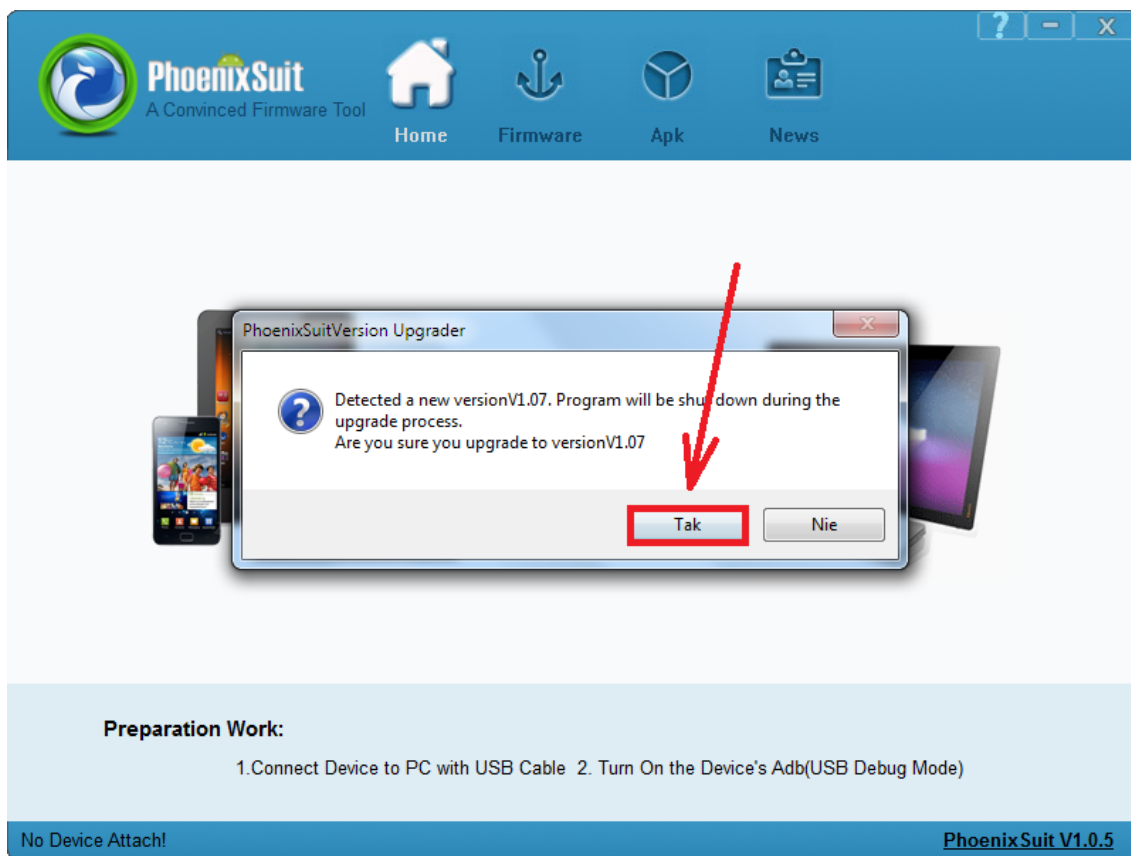 ? - X
PhoenixSuit
A Convinced Firmware Tool
Home Firmware Apk News
PhoenixSuitVersion Upgrader
Detected a new versionV1.07. Program will be shut down during the
upgrade process.
Are you sure you upgrade to versionV1.07
Tak Nie
Preparation Work:
1.Connect Device to PC with USB Cable 2. Turn On the Device's Adb(USB Debug Mode)
No Device Attach! PhoenixSuit V1.0.5